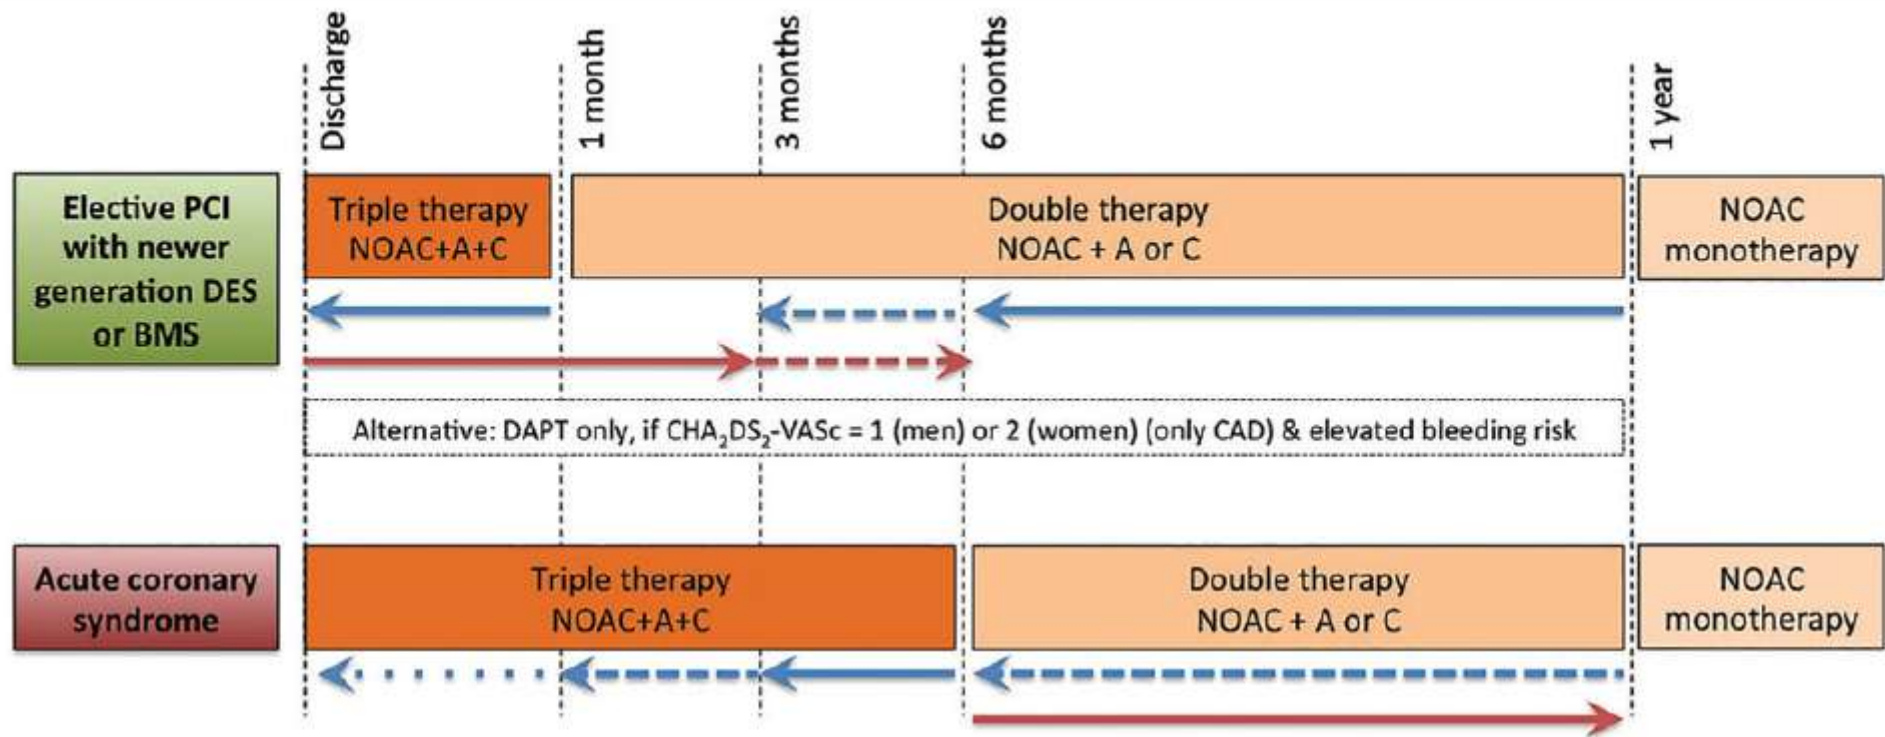 Discharge
1 month
3 months
6 months
1 year
Elective PCI
with newer
generation DES
or BMS
Triple therapy
NOAC+A+C
Double therapy
NOAC + A or C
NOAC
monotherapy
Alternative: DAPT only, if CHA₂DS₂-VASc = 1 (men) or 2 (women) (only CAD) & elevated bleeding risk
Acute coronary
syndrome
Triple therapy
NOAC+A+C
Double therapy
NOAC + A or C
NOAC
monotherapy